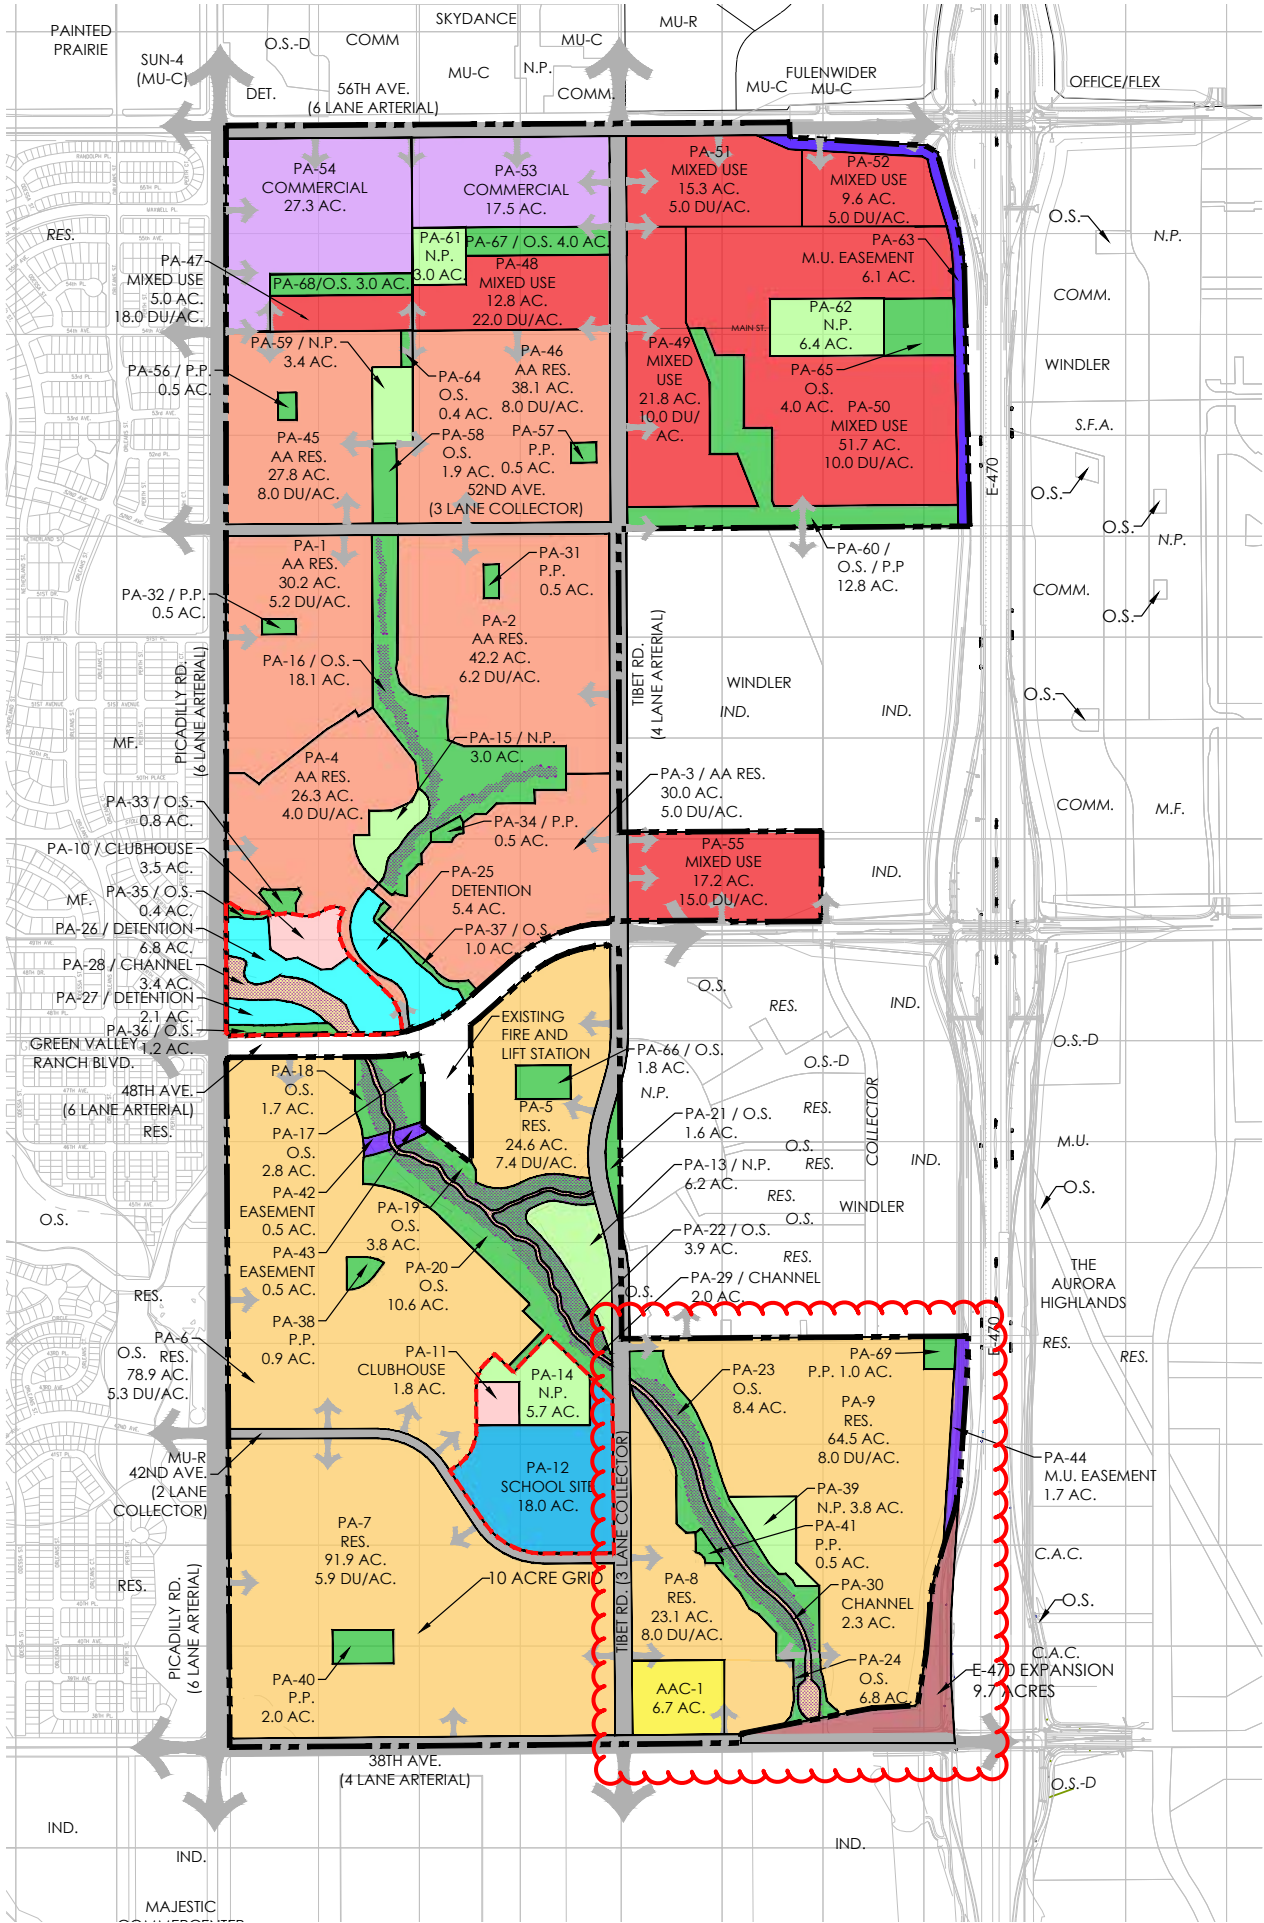 PAINTED
PRAIRIE
SKYDANCE
MU-R
O.S.-D
COMM
MU-C
SUN-4
(MU-C)
MU-C
N.P.
FULENWIDER
MU-C
MU-C
OFFICE/FLEX
DET.
56TH AVE.
(6 LANE ARTERIAL)
COMM.
PA-54
COMMERCIAL
27.3 AC.
PA-53
COMMERCIAL
17.5 AC.
PA-51
MIXED USE
15.3 AC.
5.0 DU/AC.
PA-52
MIXED USE
9.6 AC.
5.0 DU/AC.
RES.
PA-61
N.P.
3.0 AC.
PA-67 / O.S. 4.0 AC.
PA-63
M.U. EASEMENT
6.1 AC.
O.S.
N.P.
PA-47
MIXED USE
5.0 AC.
18.0 DU/AC.
PA-68/O.S. 3.0 AC.
PA-48
MIXED USE
12.8 AC.
22.0 DU/AC.
COMM.
PA-62
N.P.
6.4 AC.
MAIN ST.
PA-59 / N.P.
3.4 AC.
PA-46
AA RES.
38.1 AC.
8.0 DU/AC.
PA-49
MIXED
USE
21.8 AC.
10.0 DU/
AC.
WINDLER
PA-56 / P.P.
0.5 AC.
PA-64
O.S.
0.4 AC.
PA-65
O.S.
4.0 AC.
PA-50
MIXED USE
51.7 AC.
10.0 DU/AC.
PA-45
AA RES.
27.8 AC.
8.0 DU/AC.
PA-58
O.S.
1.9 AC.
PA-57
P.P.
0.5 AC.
S.F.A.
E-470
52ND AVE.
(3 LANE COLLECTOR)
O.S.
O.S.
N.P.
PA-1
AA RES.
30.2 AC.
5.2 DU/AC.
PA-31
P.P.
0.5 AC.
PA-60 /
O.S. / P.P
12.8 AC.
PA-32 / P.P.
0.5 AC.
COMM.
O.S.
PA-2
AA RES.
42.2 AC.
6.2 DU/AC.
PICADILLY RD.
(6 LANE ARTERIAL)
PA-16 / O.S.
18.1 AC.
TIBET RD.
(4 LANE ARTERIAL)
WINDLER
IND.
IND.
O.S.
MF.
PA-15 / N.P.
3.0 AC.
PA-4
AA RES.
26.3 AC.
4.0 DU/AC.
PA-3 / AA RES.
30.0 AC.
5.0 DU/AC.
COMM.
M.F.
PA-33 / O.S.
0.8 AC.
PA-34 / P.P.
0.5 AC.
PA-10 / CLUBHOUSE
3.5 AC.
PA-55
MIXED USE
17.2 AC.
15.0 DU/AC.
IND.
PA-25
DETENTION
5.4 AC.
MF.
PA-35 / O.S.
0.4 AC.
PA-26 / DETENTION
6.8 AC.
PA-37 / O.S.
1.0 AC.
PA-28 / CHANNEL
3.4 AC.
PA-27 / DETENTION
2.1 AC.
PA-36 / O.S.
1.2 AC.
GREEN VALLEY
RANCH BLVD.
EXISTING
FIRE AND
LIFT STATION
O.S.
RES.
IND.
O.S.-D
PA-66 / O.S.
1.8 AC.
O.S.-D
48TH AVE.
(6 LANE ARTERIAL)
RES.
PA-18
O.S.
1.7 AC.
PA-17
O.S.
2.8 AC.
PA-5
RES.
24.6 AC.
7.4 DU/AC.
N.P.
RES.
COLLECTOR
PA-21 / O.S.
1.6 AC.
O.S.
RES.
IND.
M.U.
PA-13 / N.P.
6.2 AC.
O.S.
PA-42
EASEMENT
0.5 AC.
PA-19
O.S.
3.8 AC.
RES.
O.S.
WINDLER
O.S.
PA-22 / O.S.
3.9 AC.
RES.
PA-43
EASEMENT
0.5 AC.
PA-20
O.S.
10.6 AC.
PA-29 / CHANNEL
2.0 AC.
O.S.
THE
AURORA
HIGHLANDS
RES.
PA-38
P.P.
0.9 AC.
PA-6
RES.
78.9 AC.
5.3 DU/AC.
O.S.
PA-11
CLUBHOUSE
1.8 AC.
PA-14
N.P.
5.7 AC.
E-470
RES.
RES.
PA-69
P.P. 1.0 AC.
PA-23
O.S.
8.4 AC.
PA-9
RES.
64.5 AC.
8.0 DU/AC.
MU-R
42ND AVE.
(2 LANE
COLLECTOR)
PA-12
SCHOOL SITE
18.0 AC.
PA-44
M.U. EASEMENT
1.7 AC.
PA-39
N.P. 3.8 AC.
PA-41
P.P.
0.5 AC.
PA-7
RES.
91.9 AC.
5.9 DU/AC.
TIBET RD. (3 LANE COLLECTOR)
10 ACRE GRID
PA-8
RES.
23.1 AC.
8.0 DU/AC.
PA-30
CHANNEL
2.3 AC.
C.A.C.
RES.
O.S.
PICADILLY RD.
(6 LANE ARTERIAL)
PA-40
P.P.
2.0 AC.
AAC-1
6.7 AC.
PA-24
O.S.
6.8 AC.
C.A.C.
E-470 EXPANSION
9.7 ACRES
38TH AVE.
(4 LANE ARTERIAL)
O.S.-D
IND.
IND.
IND.
MAJESTIC